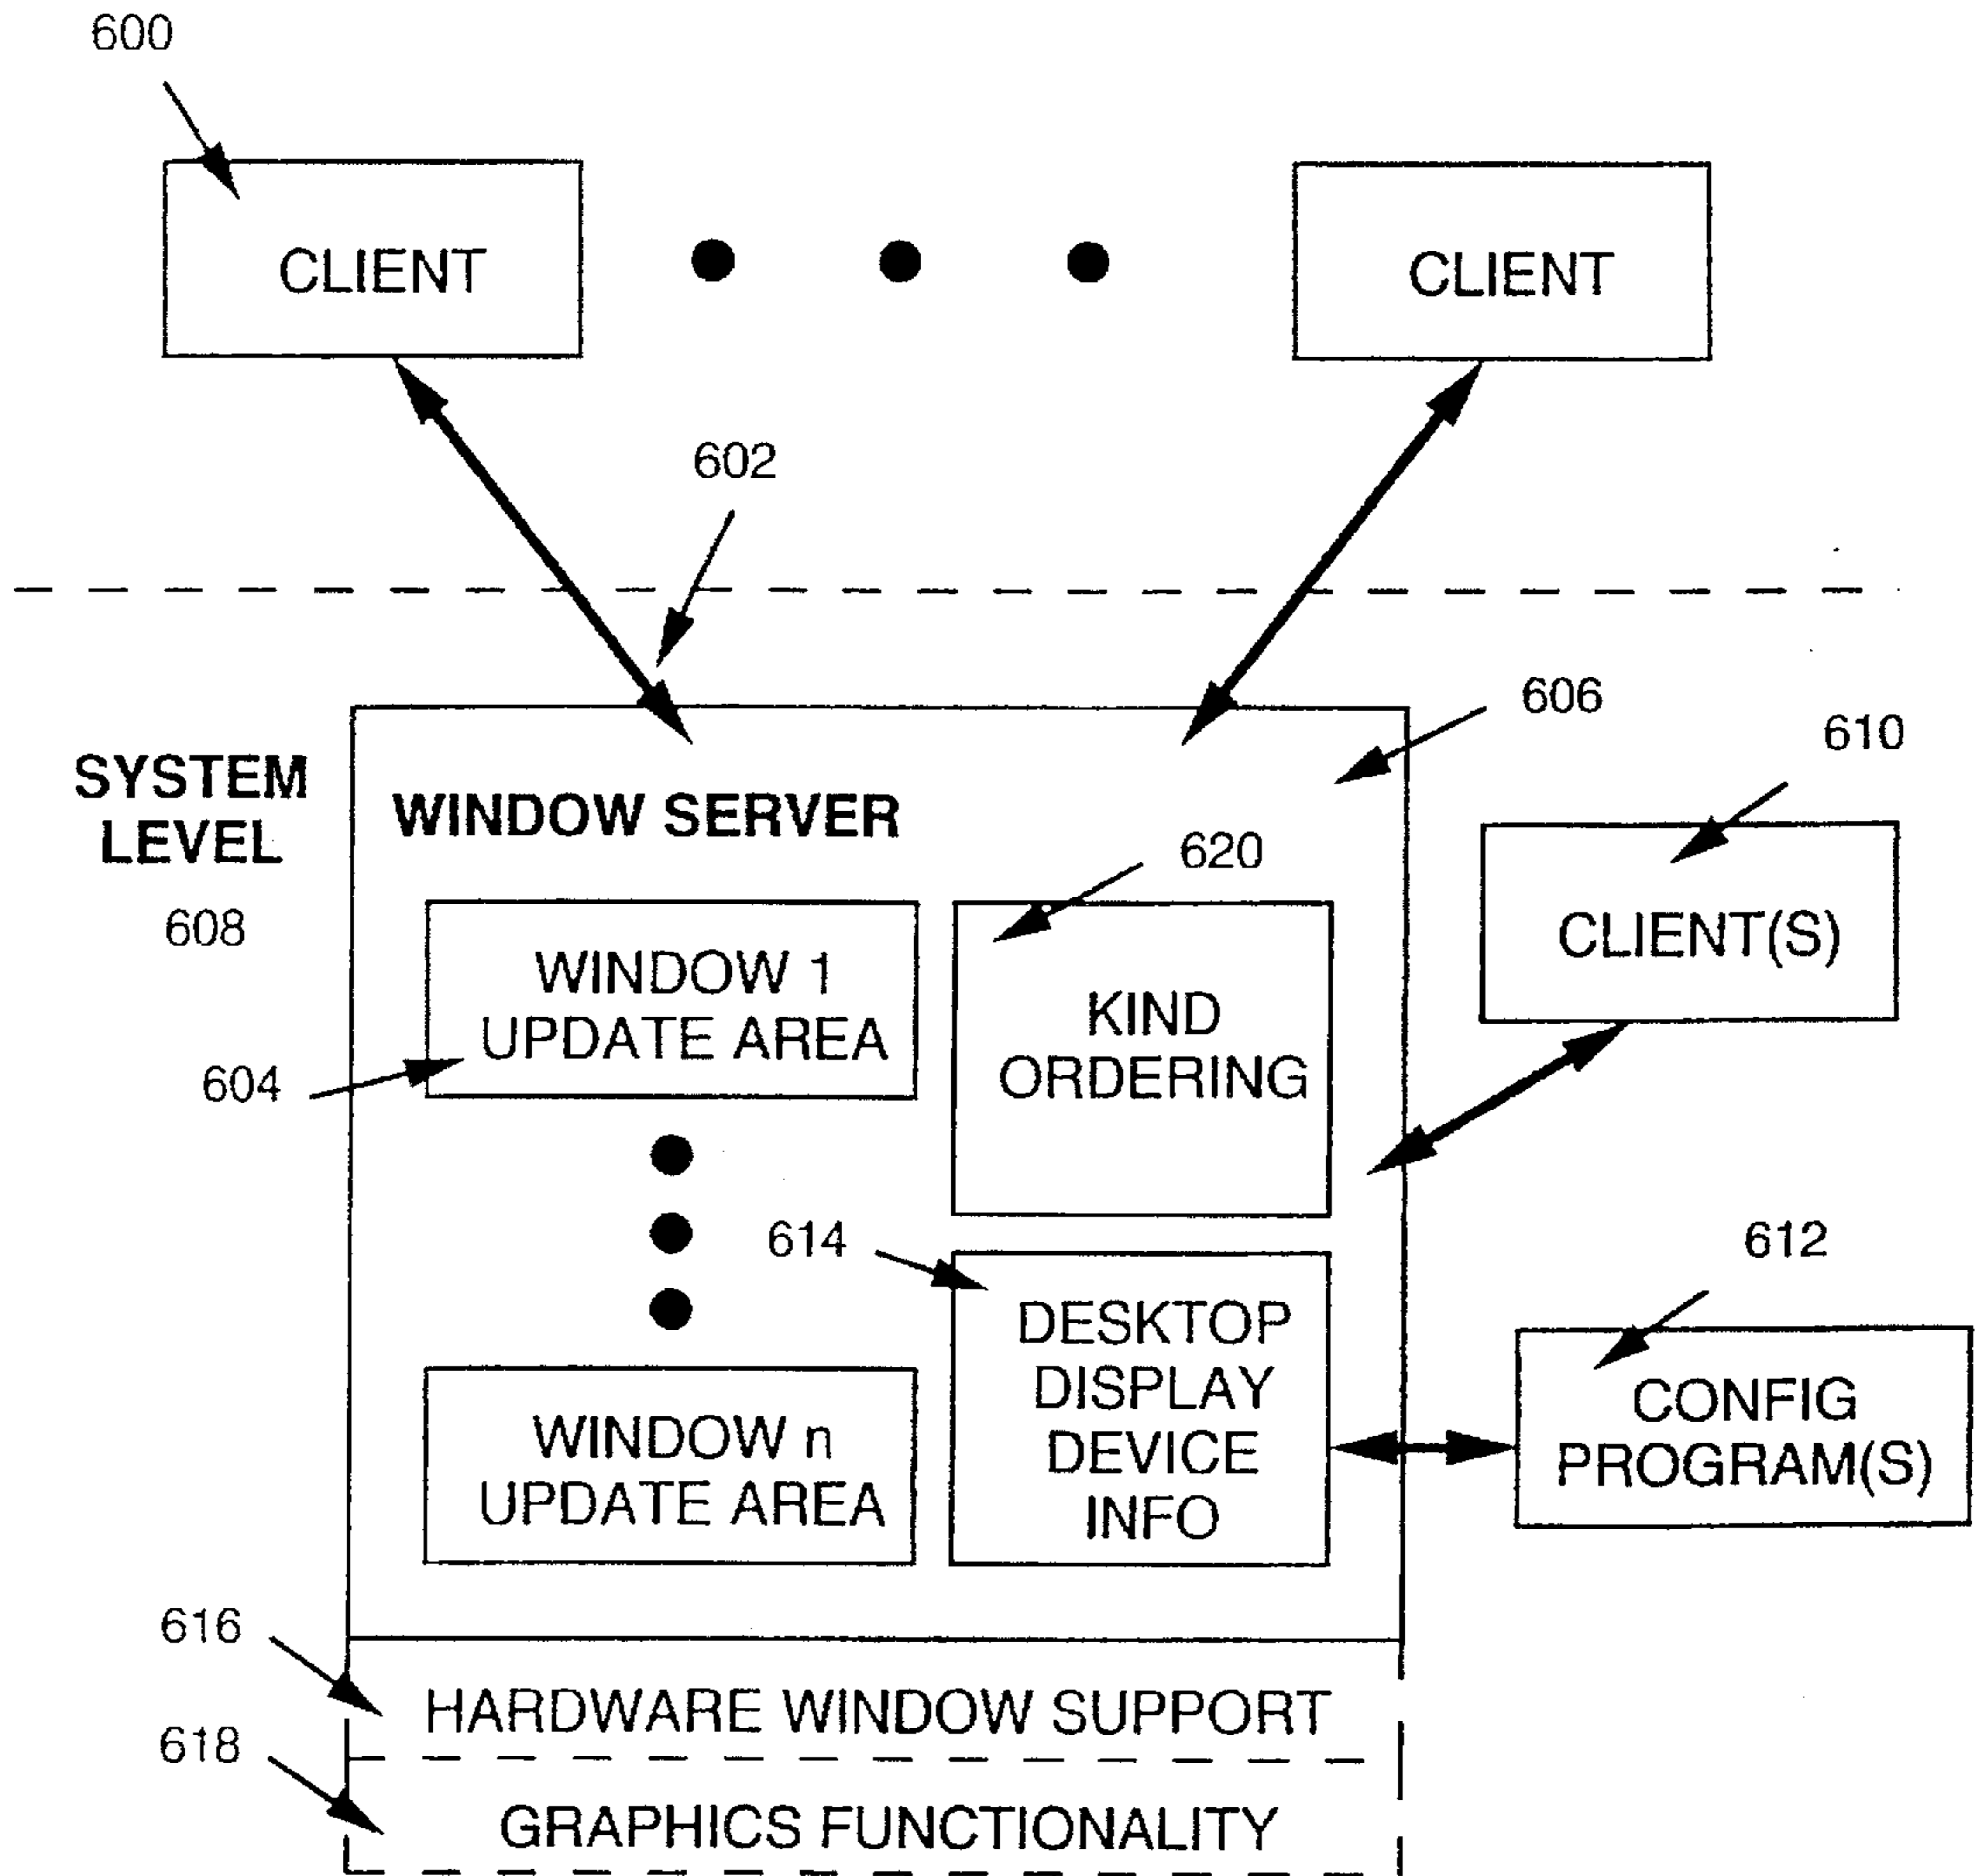 600
CLIENT
CLIENT
602
606
610
SYSTEM
LEVEL
608
WINDOW SERVER
620
CLIENT(S)
WINDOW 1
UPDATE AREA
604
KIND
ORDERING
614
612
DESKTOP
DISPLAY
DEVICE
INFO
WINDOW n
UPDATE AREA
CONFIG
PROGRAM(S)
616
HARDWARE WINDOW SUPPORT
618
GRAPHICS FUNCTIONALITY